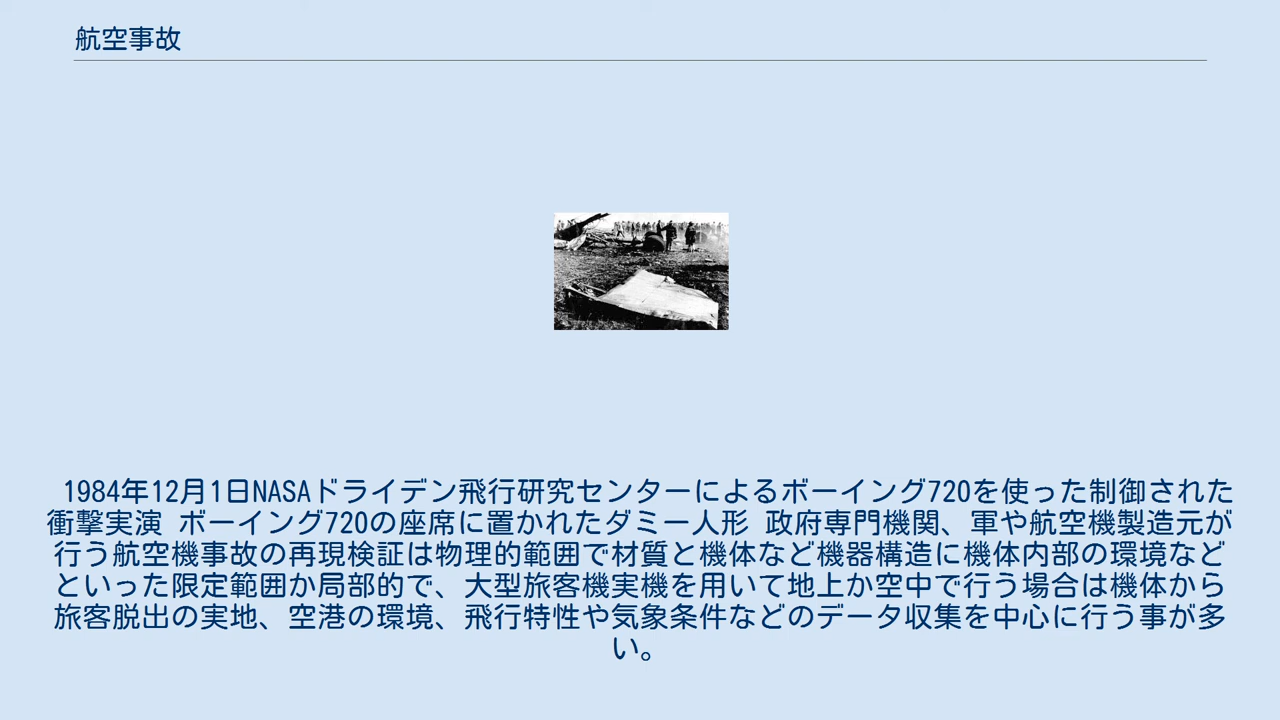 航空事故
1984年12月1日NASAドライデン飛行研究センターによるボーイング720を使った制御された
衝撃実演 ボーイング720の座席に置かれたダミー人形 政府専門機関、軍や航空機製造元が
行う航空機事故の再現検証は物理的範囲で材質と機体など機器構造に機体内部の環境など
といった限定範囲か局部的で、大型旅客機実機を用いて地上か空中で行う場合は機体から
旅客脱出の実地、空港の環境、飛行特性や気象条件などのデータ収集を中心に行う事が多
い。